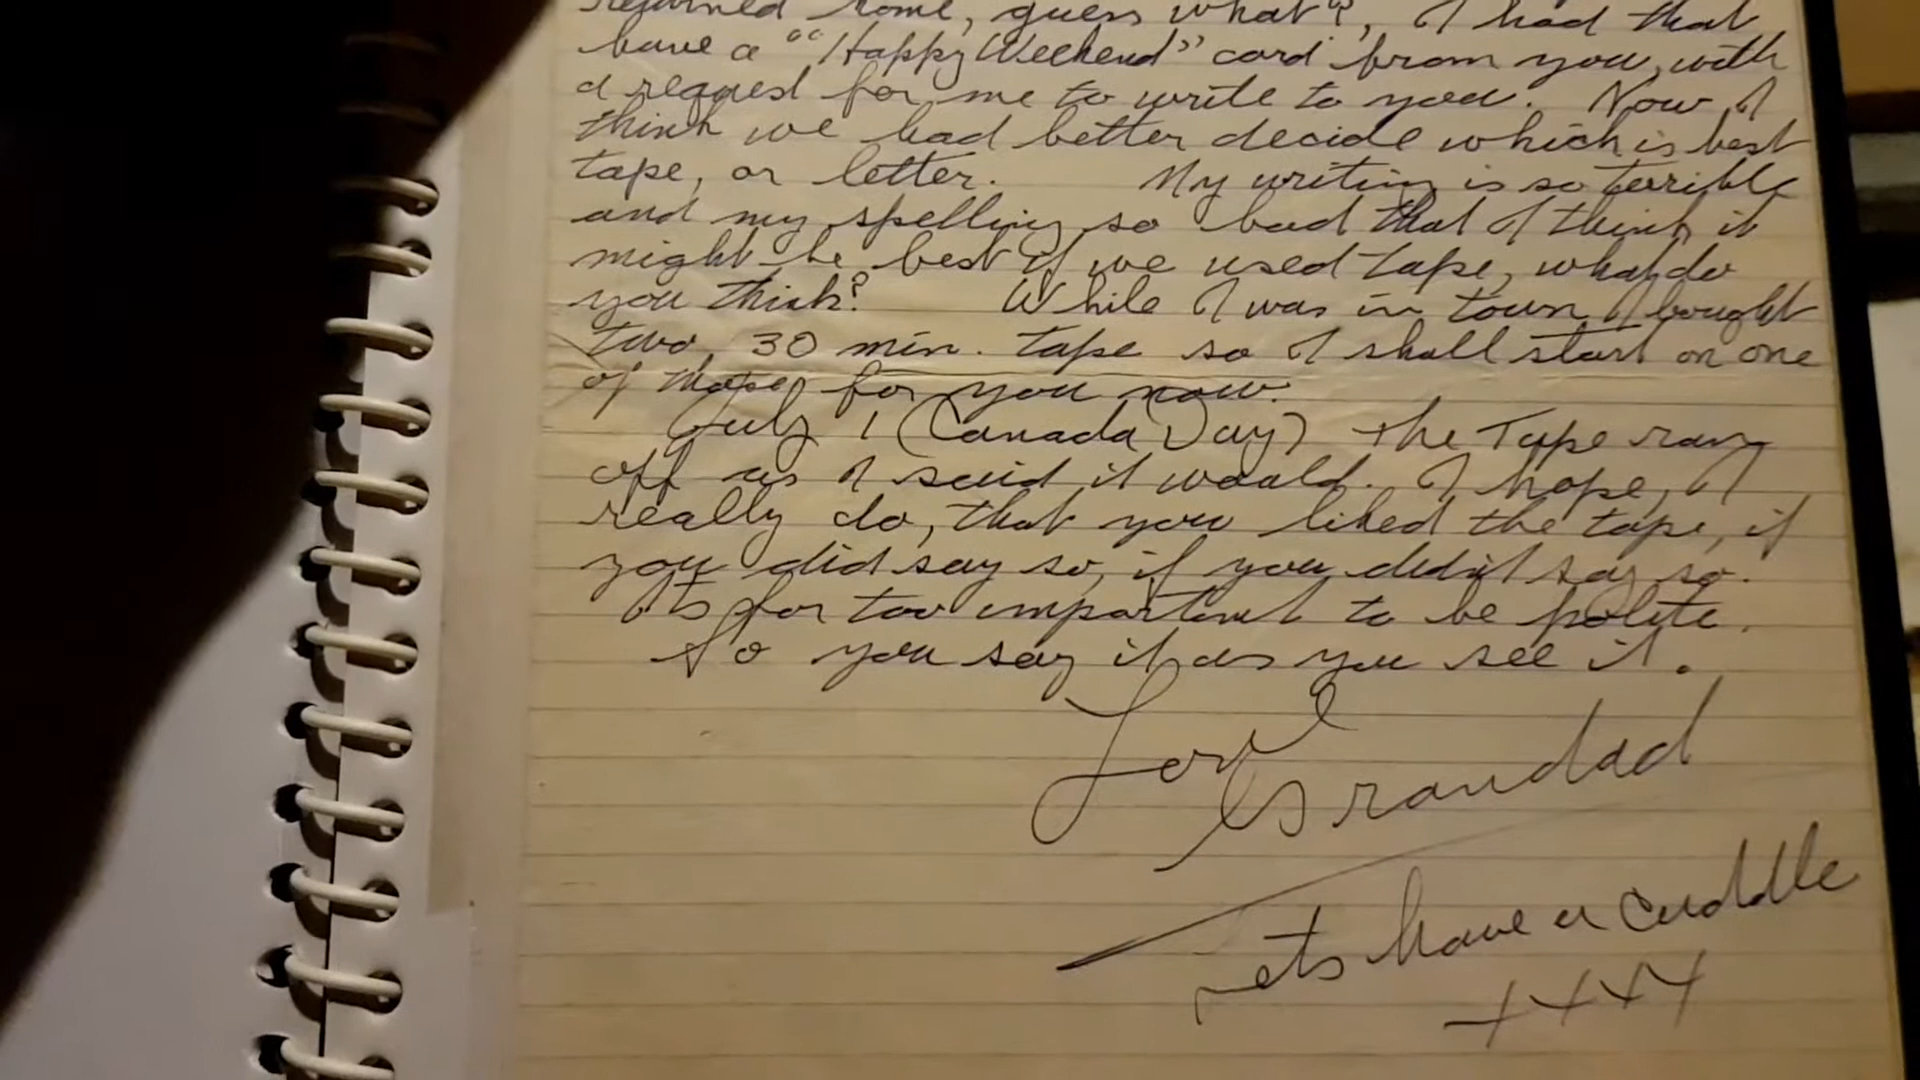 returned home, guess what?, I had that
have a "Happy Weekend" card from you, with
a request for me to write to you. Now I
think we had better decide which is best
tape, or letter. My writing is so terrible
and my spelling so bad that I think it
might be best if we used tape, what do
you think? While I was in town I bought
two, 30 min. tape so I shall start on one
of those for you now.
July 1 (Canada Day) the Tape ran
off as I said it would. I hope, I
really do, that you liked the tape, if
you did say so, if you didn't say so.
its far too important to be polite.
So you say it as you see it.
Love
Grandad
Lets have a cuddle
XXXX